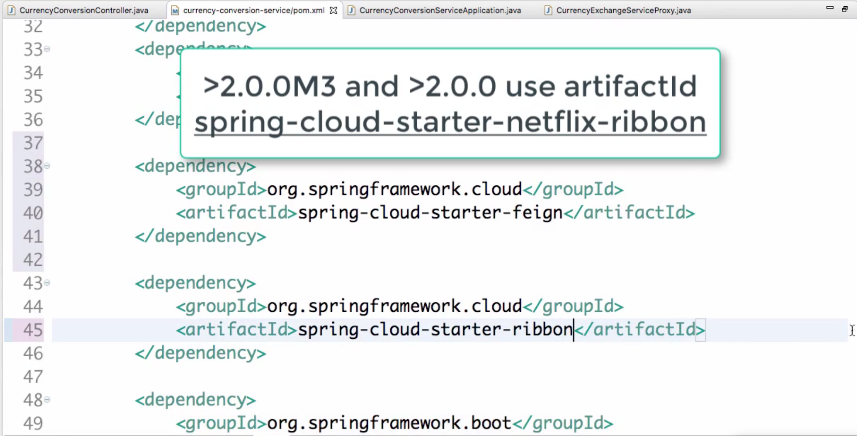 CurrencyConversionController.java currency-conversion-service/pom.xml CurrencyConversionServiceApplication.java CurrencyExchangeServiceProxy.java
32 </dependency>
33 <depen
>2.0.0M3 and >2.0.0 use artifactId
spring-cloud-starter-netflix-ribbon
34 <
35 <
36 </dep
37
38 <dependency>
39 <groupId>org.springframework.cloud</groupId>
40 <artifactId>spring-cloud-starter-feign</artifactId>
41 </dependency>
42
43 <dependency>
44 <groupId>org.springframework.cloud</groupId>
45 <artifactId>spring-cloud-starter-ribbon</artifactId>
46 </dependency>
47
48 <dependency>
49 <groupId>org.springframework.boot</groupId>